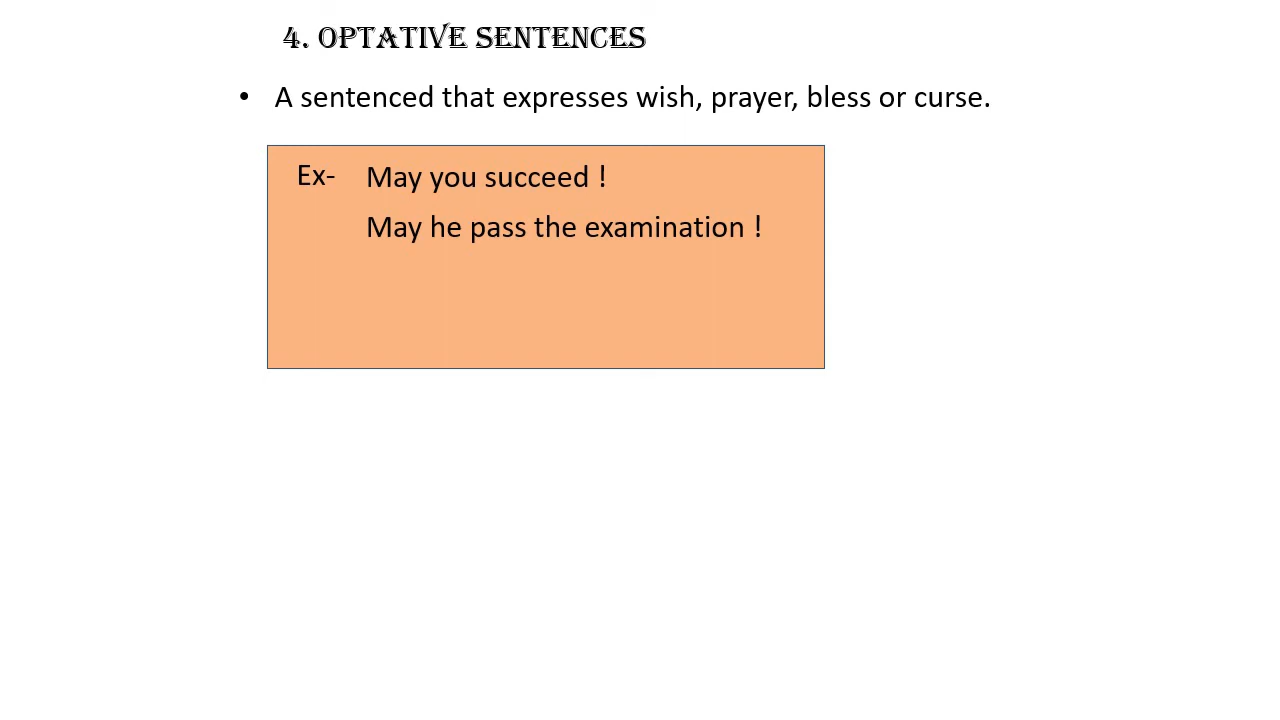 4. OPTATIVE SENTENCES
• A sentenced that expresses wish, prayer, bless or curse.
Ex- May you succeed !
May he pass the examination !